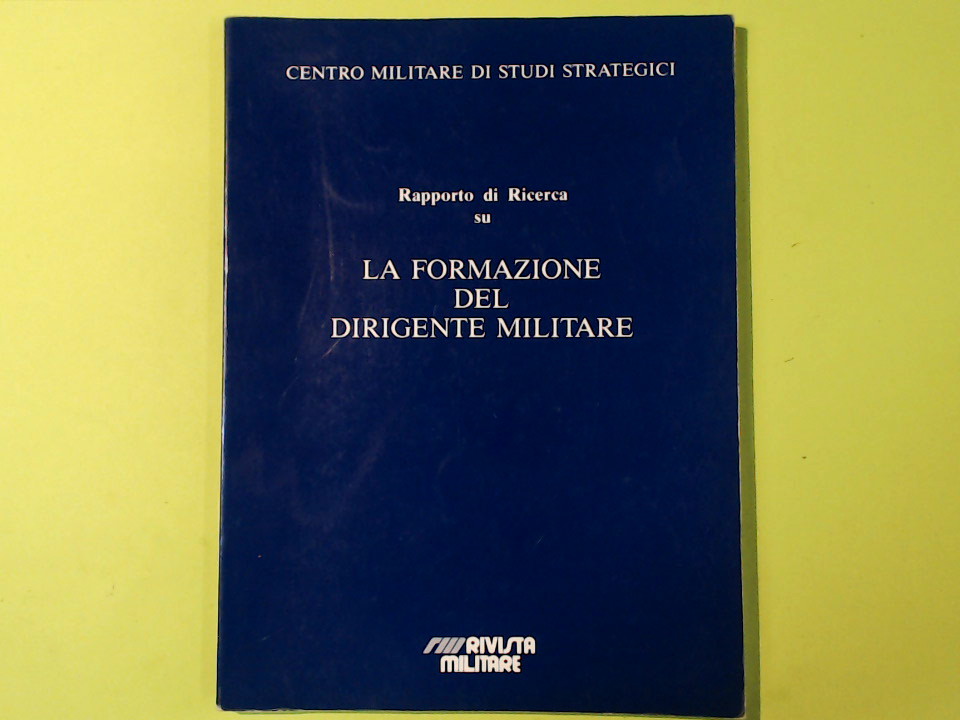 CENTRO MILITARE DI STUDI STRATEGICI
Rapporto di Ricerca
su
LA FORMAZIONE
DEL
DIRIGENTE MILITARE
RIVISTA
MILITARE